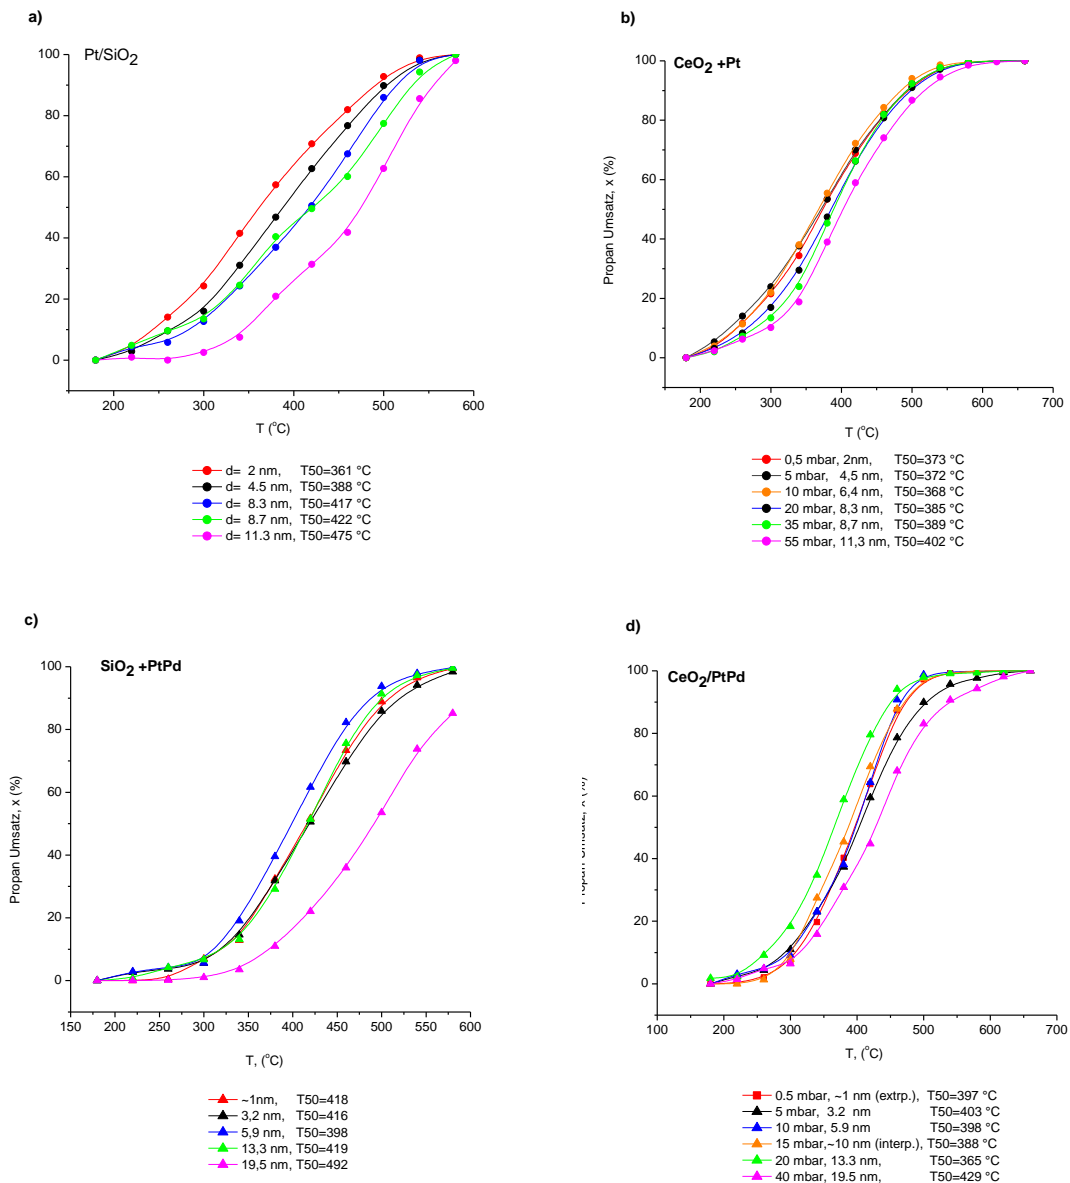 a)
Pt/SiO2
100
80
60
40
20
0
200
300
400
500
600
T (°C)
d= 2 nm, T50=361 °C
d= 4.5 nm, T50=388 °C
d= 8.3 nm, T50=417 °C
d= 8.7 nm, T50=422 °C
d= 11.3 nm, T50=475 °C
b)
CeO2 +Pt
Propan Umsatz, x (%)
100
80
60
40
20
0
200
300
400
500
600
700
T (°C)
0,5 mbar, 2nm, T50=373 °C
5 mbar, 4,5 nm, T50=372 °C
10 mbar, 6,4 nm, T50=368 °C
20 mbar, 8,3 nm, T50=385 °C
35 mbar, 8,7 nm, T50=389 °C
55 mbar, 11,3 nm, T50=402 °C
c)
SiO2 +PtPd
Propan Umsatz, x (%)
100
80
60
40
20
0
150
200
250
300
350
400
450
500
550
600
T, (°C)
~1nm, T50=418
3,2 nm, T50=416
5,9 nm, T50=398
13,3 nm, T50=419
19,5 nm, T50=492
d)
CeO2/PtPd
Propan Umsatz, x (%)
100
80
60
40
20
0
100
200
300
400
500
600
700
T, (°C)
0.5 mbar, ~1 nm (extrp.), T50=397 °C
5 mbar, 3.2 nm T50=403 °C
10 mbar, 5.9 nm T50=398 °C
15 mbar,~10 nm (interp.), T50=388 °C
20 mbar, 13.3 nm, T50=365 °C
40 mbar, 19.5 nm, T50=429 °C